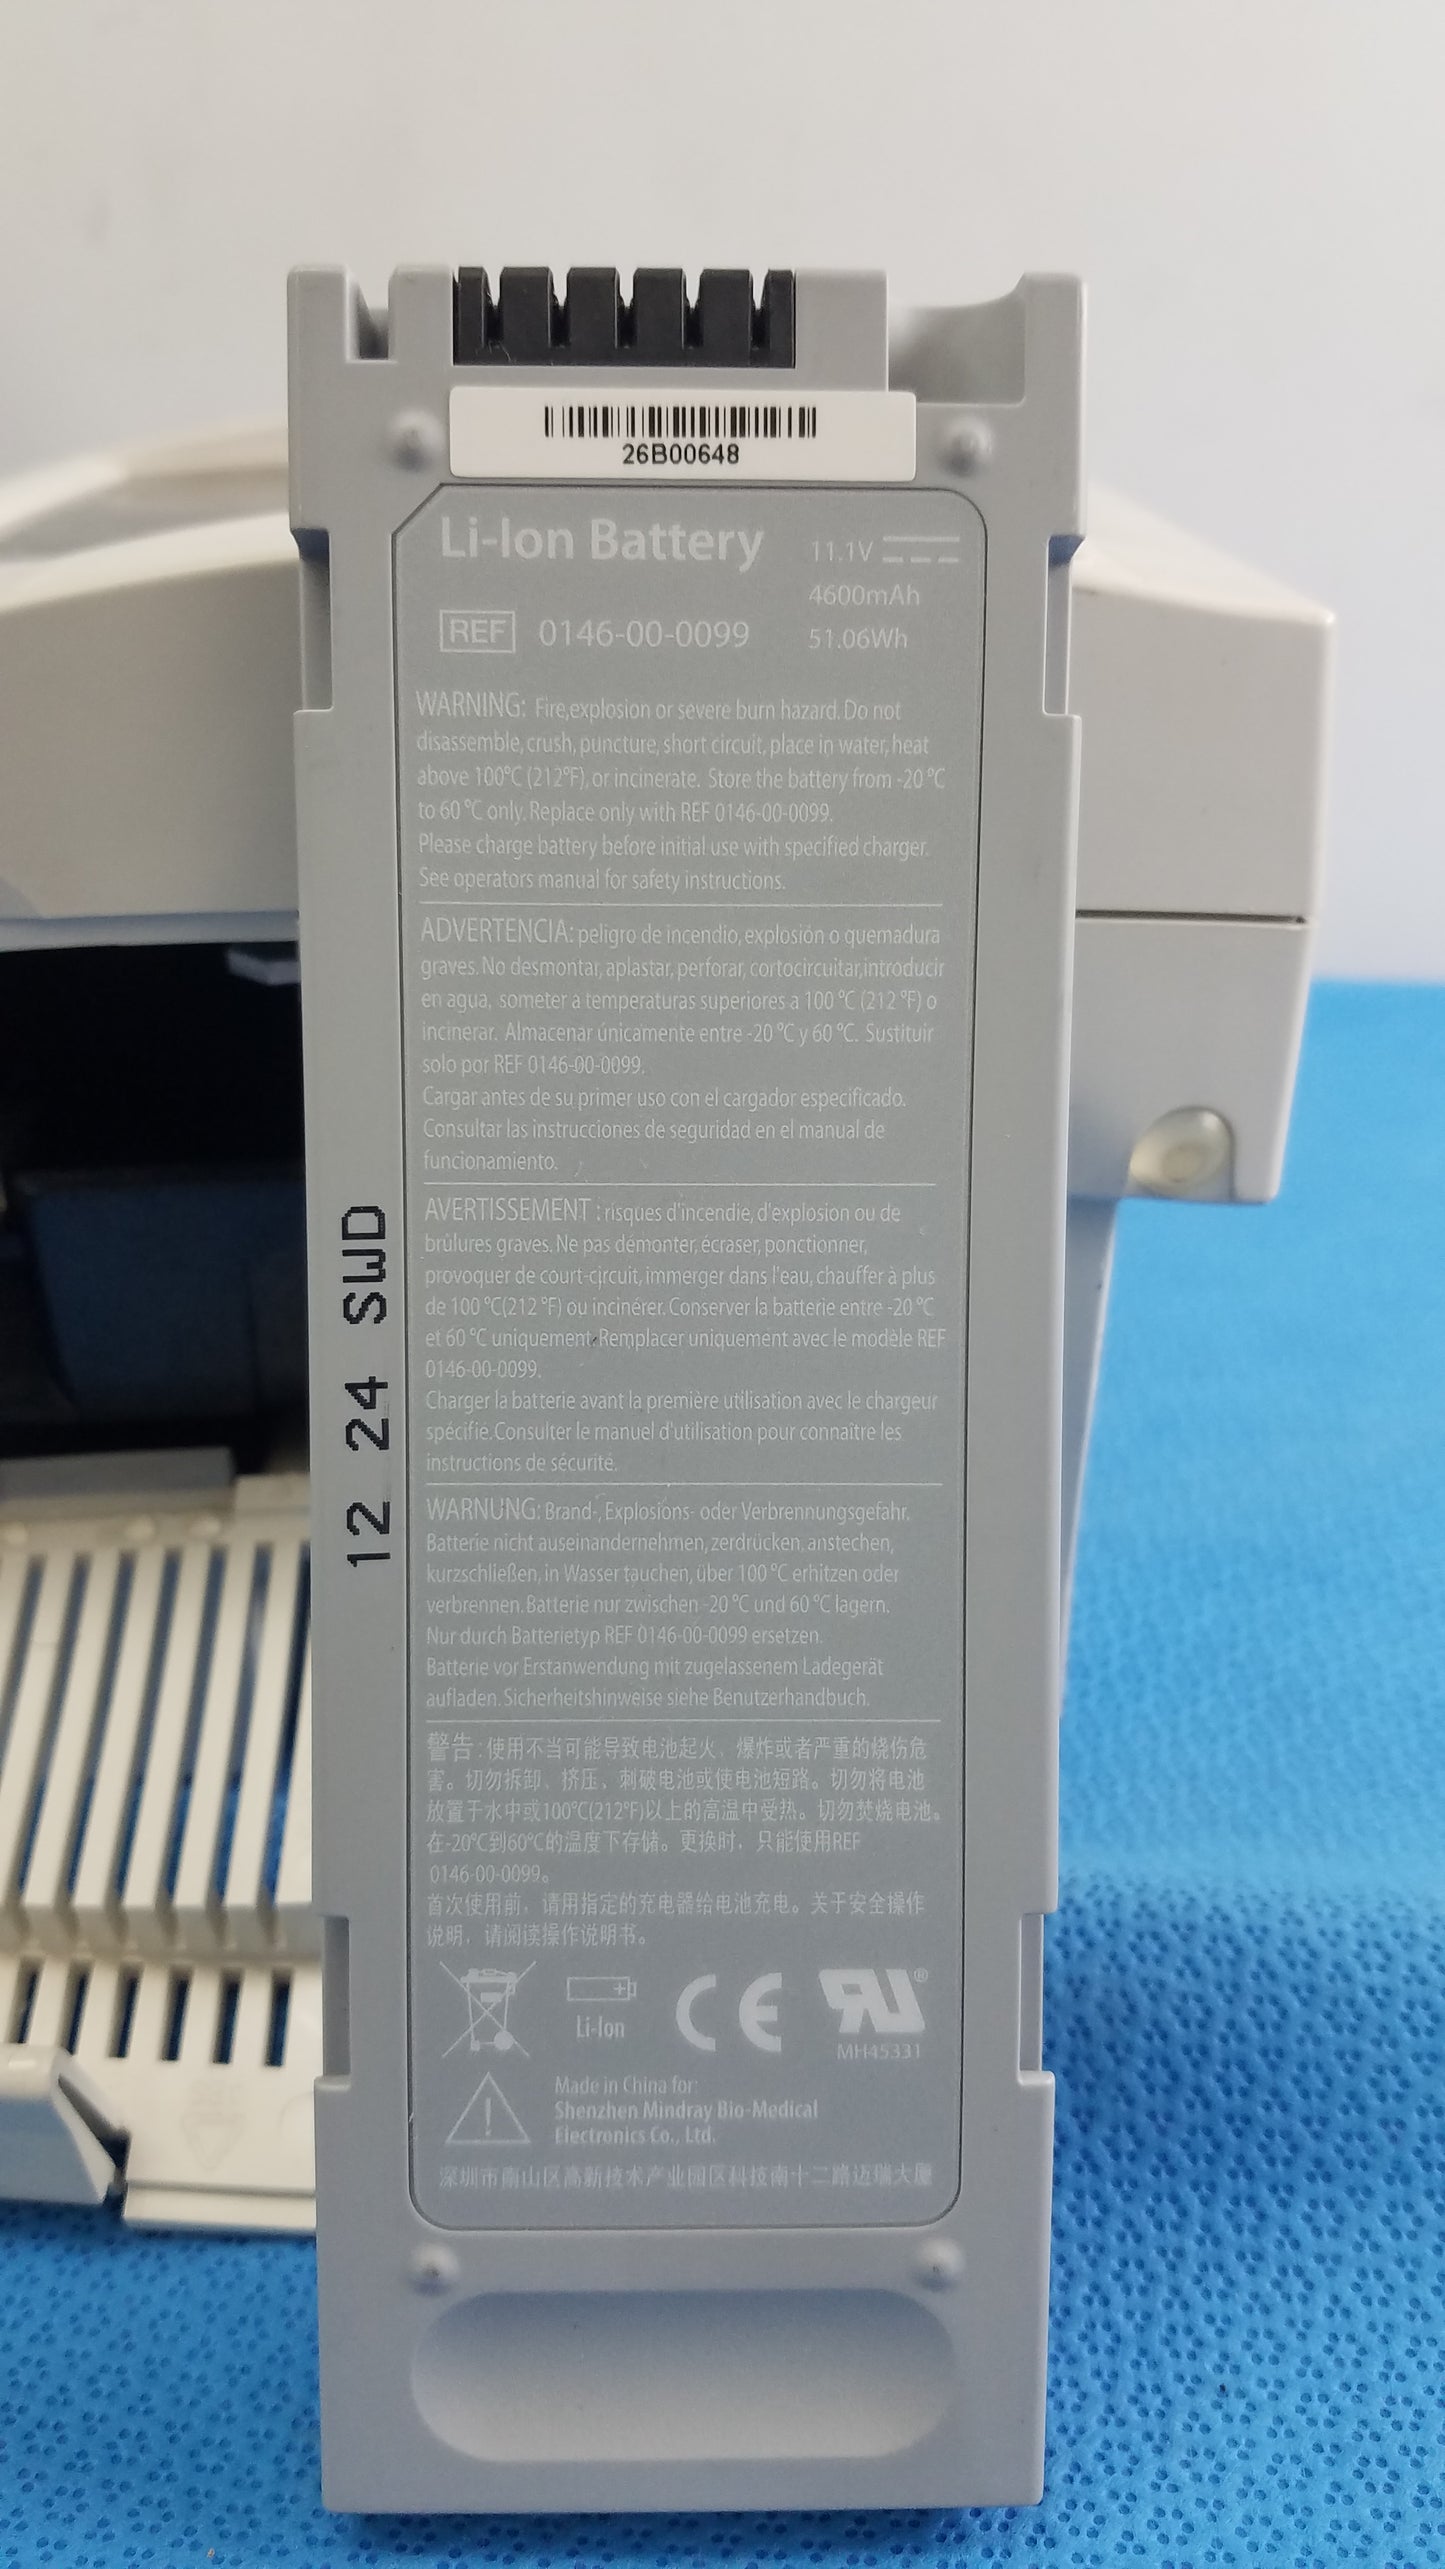 26B00648
Li-Ion Battery
11.1V
4600mAh
REF 0146-00-0099
51.06Wh
WARNING: Fire,explosion or severe burn hazard. Do not
disassemble, crush, puncture, short circuit, place in water, heat
above 100°C (212°F), or incinerate. Store the battery from -20 °C
to 60 °C only. Replace only with REF 0146-00-0099.
Please charge battery before initial use with specified charger.
See operators manual for safety instructions.
ADVERTENCIA: peligro de incendio, explosión o quemadura
graves. No desmontar, aplastar, perforar, cortocircuitar,introducir
en agua, someter a temperaturas superiores a 100 °C (212 °F) o
incinerar. Almacenar únicamente entre -20 °C y 60 °C. Sustituir
solo por REF 0146-00-0099.
Cargar antes de su primer uso con el cargador especificado.
Consultar las instrucciones de seguridad en el manual de
funcionamiento.
AVERTISSEMENT : risques d'incendie, d'explosion ou de
brûlures graves. Ne pas démonter, écraser, ponctionner,
provoquer de court-circuit, immerger dans l'eau, chauffer à plus
de 100 °C(212 °F) ou incinérer. Conserver la batterie entre -20 °C
et 60 °C uniquement. Remplacer uniquement avec le modèle REF
0146-00-0099.
Charger la batterie avant la première utilisation avec le chargeur
spécifié.Consulter le manuel d'utilisation pour connaître les
instructions de sécurité.
WARNUNG: Brand-, Explosions- oder Verbrennungsgefahr.
Batterie nicht auseinandernehmen, zerdrücken, anstechen,
kurzschließen, in Wasser tauchen, über 100 °C erhitzen oder
verbrennen. Batterie nur zwischen -20 °C und 60 °C lagern.
Nur durch Batterietyp REF 0146-00-0099 ersetzen.
Batterie vor Erstanwendung mit zugelassenem Ladegerät
aufladen. Sicherheitshinweise siehe Benutzerhandbuch.
警告：使用不当可能导致电池起火、爆炸或者严重的烧伤危
害。切勿拆卸、挤压、刺破电池或使电池短路。切勿将电池
放置于水中或100°C(212°F)以上的高温中受热。切勿焚烧电池。
在-20°C到60°C的温度下存储。更换时，只能使用REF
0146-00-0099。
首次使用前，请用指定的充电器给电池充电。关于安全操作
说明，请阅读操作说明书。
Li-Ion
CE
RU®
MH45331
Made in China for:
Shenzhen Mindray Bio-Medical
Electronics Co., Ltd.
深圳市南山区高新技术产业园区科技南十二路迈瑞大厦
12 24 SWD